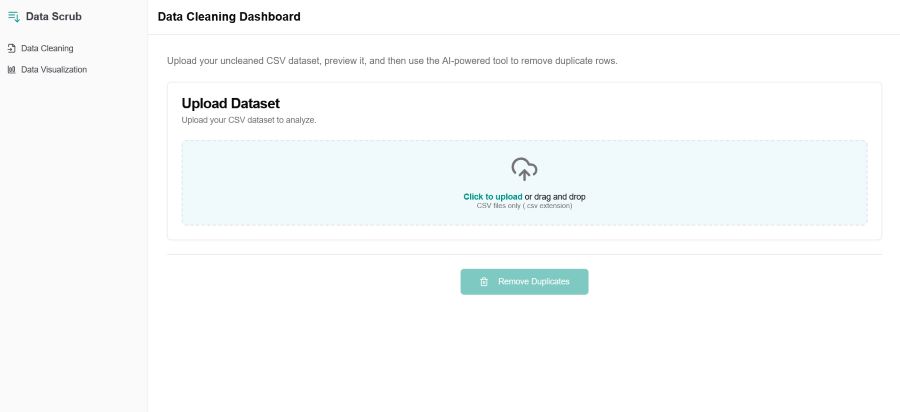 Data Scrub
Data Cleaning
Data Visualization
Data Cleaning Dashboard
Upload your uncleaned CSV dataset, preview it, and then use the AI-powered tool to remove duplicate rows.
Upload Dataset
Upload your CSV dataset to analyze.
Click to upload or drag and drop
CSV files only (.csv extension)
Remove Duplicates